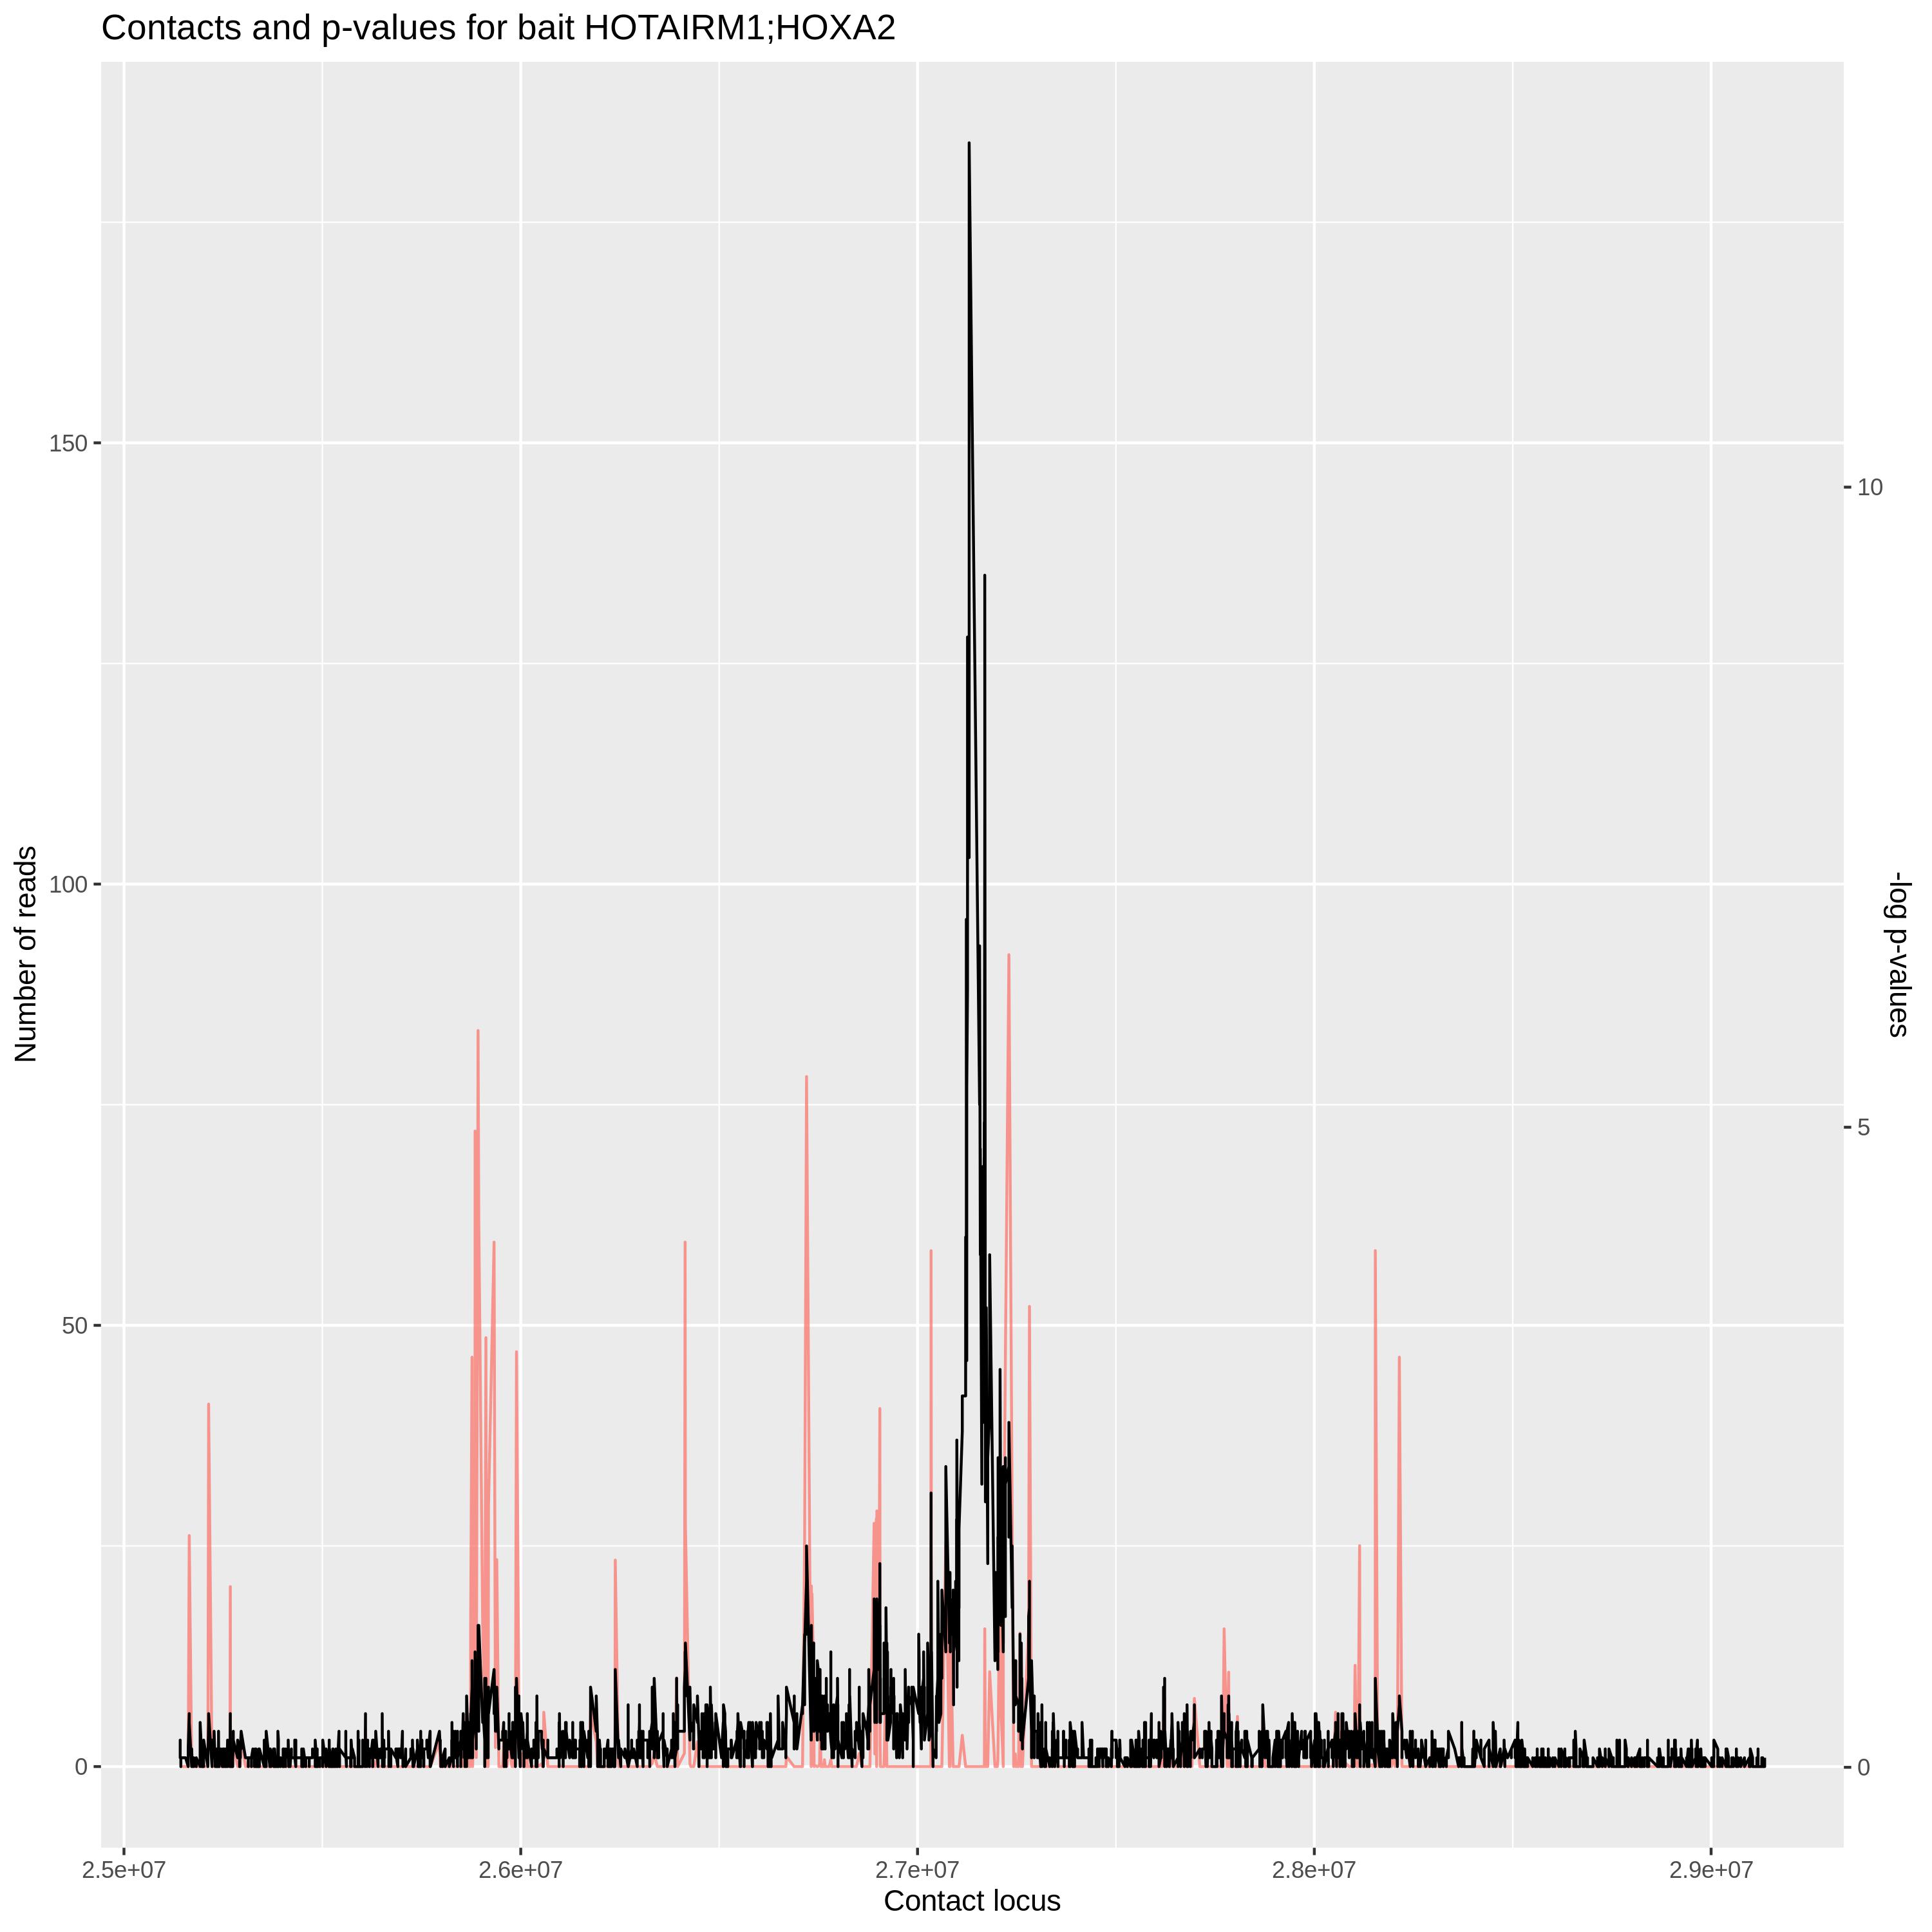 Contacts and p-values for bait HOTAIRM1;HOXA2
150
100
50
0
Number of reads
10
5
0
-log p-values
2.5e+07
2.6e+07
2.7e+07
2.8e+07
2.9e+07
Contact locus